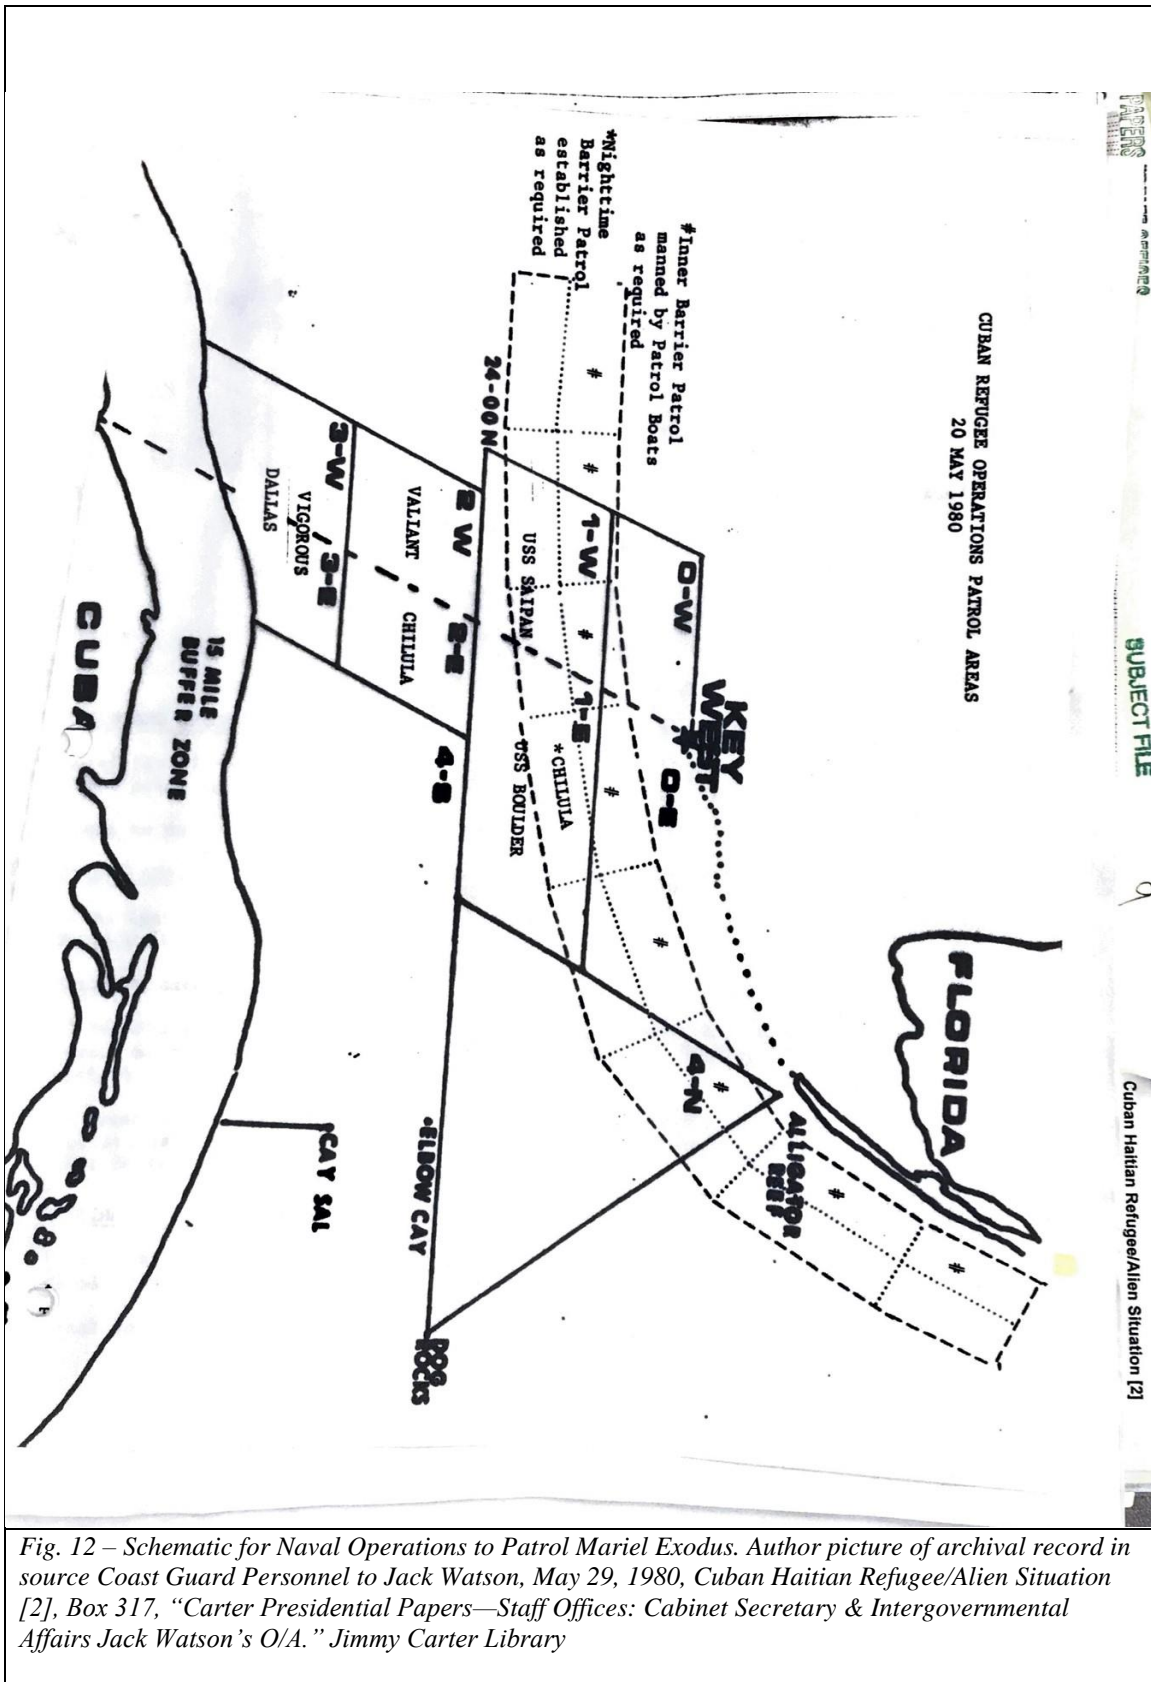 PAPERS
SUBJECT FILE
Cuban Haitian Refugee/Alien Situation [2]
CUBAN REFUGEE OPERATIONS PATROL AREAS
20 MAY 1980
#Inner Barrier Patrol
manned by Patrol Boats
as required
*Nighttime
Barrier Patrol
established
as required
FLORIDA
KEY
WEST
0-W
0-E
1-W
1-E
*CHILULA
USS SAIPAN
USS BOULDER
24-00 N
2 W
2-E
VALIANT
CHILULA
3-W
3-E
VIGOROUS
DALLAS
4-N
4-S
ALLIGATOR
REEF
ELBOW CAY
DOG
ROCKS
CAY SAL
15 MILE
BUFFER ZONE
CUBA
#
#
#
#
#
#
#
#
Fig. 12 – Schematic for Naval Operations to Patrol Mariel Exodus. Author picture of archival record in
source Coast Guard Personnel to Jack Watson, May 29, 1980, Cuban Haitian Refugee/Alien Situation
[2], Box 317, “Carter Presidential Papers—Staff Offices: Cabinet Secretary & Intergovernmental
Affairs Jack Watson’s O/A.” Jimmy Carter Library